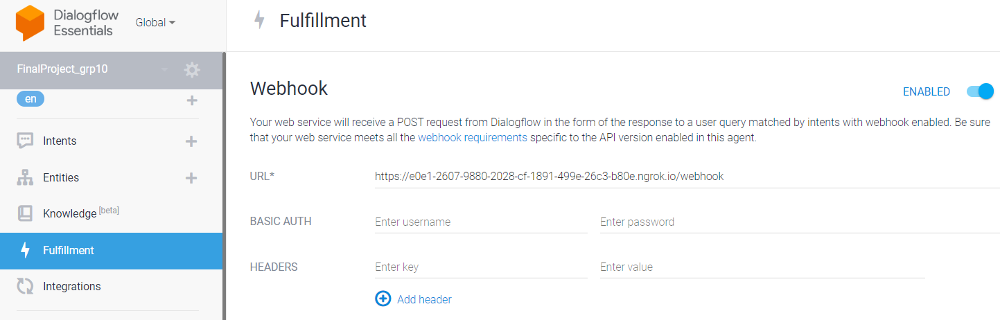 Dialogflow
Essentials
Global
FinalProject_grp10
en
Intents
Entities
Knowledge [beta]
Fulfillment
Integrations
Fulfillment
Webhook
ENABLED
Your web service will receive a POST request from Dialogflow in the form of the response to a user query matched by intents with webhook enabled. Be sure
that your web service meets all the webhook requirements specific to the API version enabled in this agent.
URL* https://e0e1-2607-9880-2028-cf-1891-499e-26c3-b80e.ngrok.io/webhook
BASIC AUTH Enter username Enter password
HEADERS Enter key Enter value
Add header